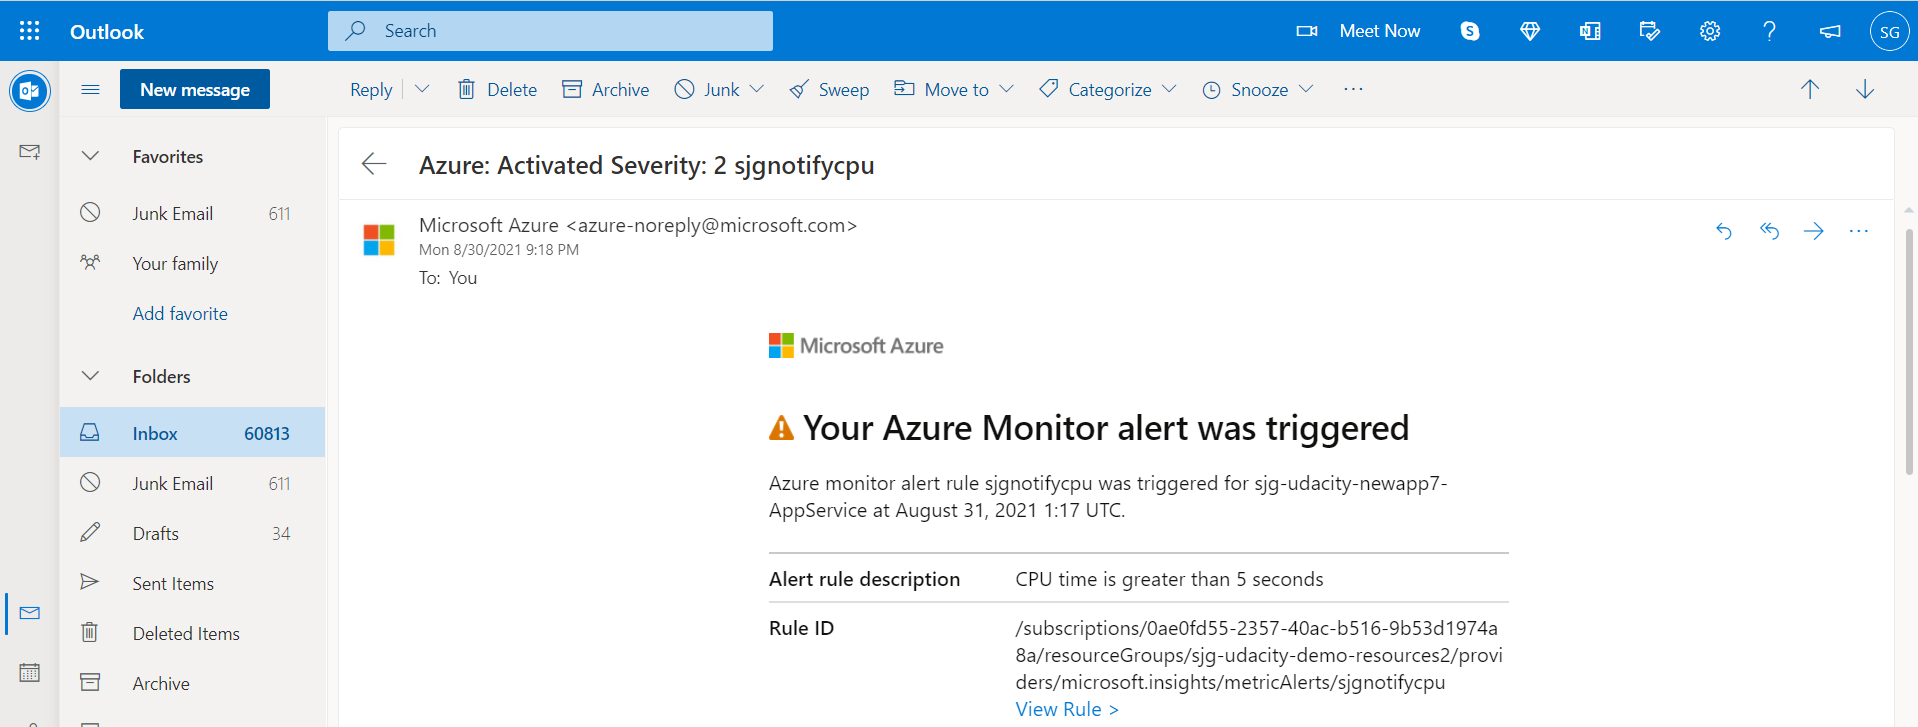 Outlook
Search
Meet Now
SG
New message
Reply
Delete
Archive
Junk
Sweep
Move to
Categorize
Snooze
Favorites
Junk Email 611
Your family
Add favorite
Folders
Inbox 60813
Junk Email 611
Drafts 34
Sent Items
Deleted Items
Archive
Azure: Activated Severity: 2 sjgnotifycpu
Microsoft Azure <azure-noreply@microsoft.com>
Mon 8/30/2021 9:18 PM
To: You
Microsoft Azure
Your Azure Monitor alert was triggered
Azure monitor alert rule sjgnotifycpu was triggered for sjg-udacity-newapp7-
AppService at August 31, 2021 1:17 UTC.
Alert rule description CPU time is greater than 5 seconds
Rule ID /subscriptions/0ae0fd55-2357-40ac-b516-9b53d1974a
8a/resourceGroups/sjg-udacity-demo-resources2/provi
ders/microsoft.insights/metricAlerts/sjgnotifycpu
View Rule >